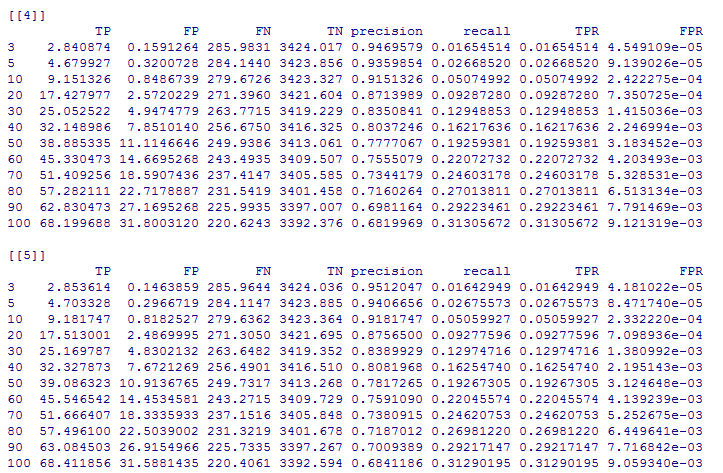 [[4]]
TP FP FN TN precision recall TPR FPR
3 2.840874 0.1591264 285.9831 3424.017 0.9469579 0.01654514 0.01654514 4.549109e-05
5 4.679927 0.3200728 284.1440 3423.856 0.9359854 0.02668520 0.02668520 9.139026e-05
10 9.151326 0.8486739 279.6726 3423.327 0.9151326 0.05074992 0.05074992 2.422275e-04
20 17.427977 2.5720229 271.3960 3421.604 0.8713989 0.09287280 0.09287280 7.350725e-04
30 25.052522 4.9474779 263.7715 3419.229 0.8350841 0.12948853 0.12948853 1.415036e-03
40 32.148986 7.8510140 256.6750 3416.325 0.8037246 0.16217636 0.16217636 2.246994e-03
50 38.885335 11.1146646 249.9386 3413.061 0.7777067 0.19259381 0.19259381 3.183452e-03
60 45.330473 14.6695268 243.4935 3409.507 0.7555079 0.22072732 0.22072732 4.203493e-03
70 51.409256 18.5907436 237.4147 3405.585 0.7344179 0.24603178 0.24603178 5.328531e-03
80 57.282111 22.7178887 231.5419 3401.458 0.7160264 0.27013811 0.27013811 6.513134e-03
90 62.830473 27.1695268 225.9935 3397.007 0.6981164 0.29223461 0.29223461 7.791469e-03
100 68.199688 31.8003120 220.6243 3392.376 0.6819969 0.31305672 0.31305672 9.121319e-03
[[5]]
TP FP FN TN precision recall TPR FPR
3 2.853614 0.1463859 285.9644 3424.036 0.9512047 0.01642949 0.01642949 4.181022e-05
5 4.703328 0.2966719 284.1147 3423.885 0.9406656 0.02675573 0.02675573 8.471740e-05
10 9.181747 0.8182527 279.6362 3423.364 0.9181747 0.05059927 0.05059927 2.332220e-04
20 17.513001 2.4869995 271.3050 3421.695 0.8756500 0.09277596 0.09277596 7.098936e-04
30 25.169787 4.8302132 263.6482 3419.352 0.8389929 0.12974716 0.12974716 1.380992e-03
40 32.327873 7.6721269 256.4901 3416.510 0.8081968 0.16254740 0.16254740 2.195143e-03
50 39.086323 10.9136765 249.7317 3413.268 0.7817265 0.19267305 0.19267305 3.124648e-03
60 45.546542 14.4534581 243.2715 3409.729 0.7591090 0.22045574 0.22045574 4.139239e-03
70 51.666407 18.3335933 237.1516 3405.848 0.7380915 0.24620753 0.24620753 5.252675e-03
80 57.496100 22.5039002 231.3219 3401.678 0.7187012 0.26981220 0.26981220 6.449641e-03
90 63.084503 26.9154966 225.7335 3397.267 0.7009389 0.29217147 0.29217147 7.716842e-03
100 68.411856 31.5881435 220.4061 3392.594 0.6841186 0.31290195 0.31290195 9.059340e-03